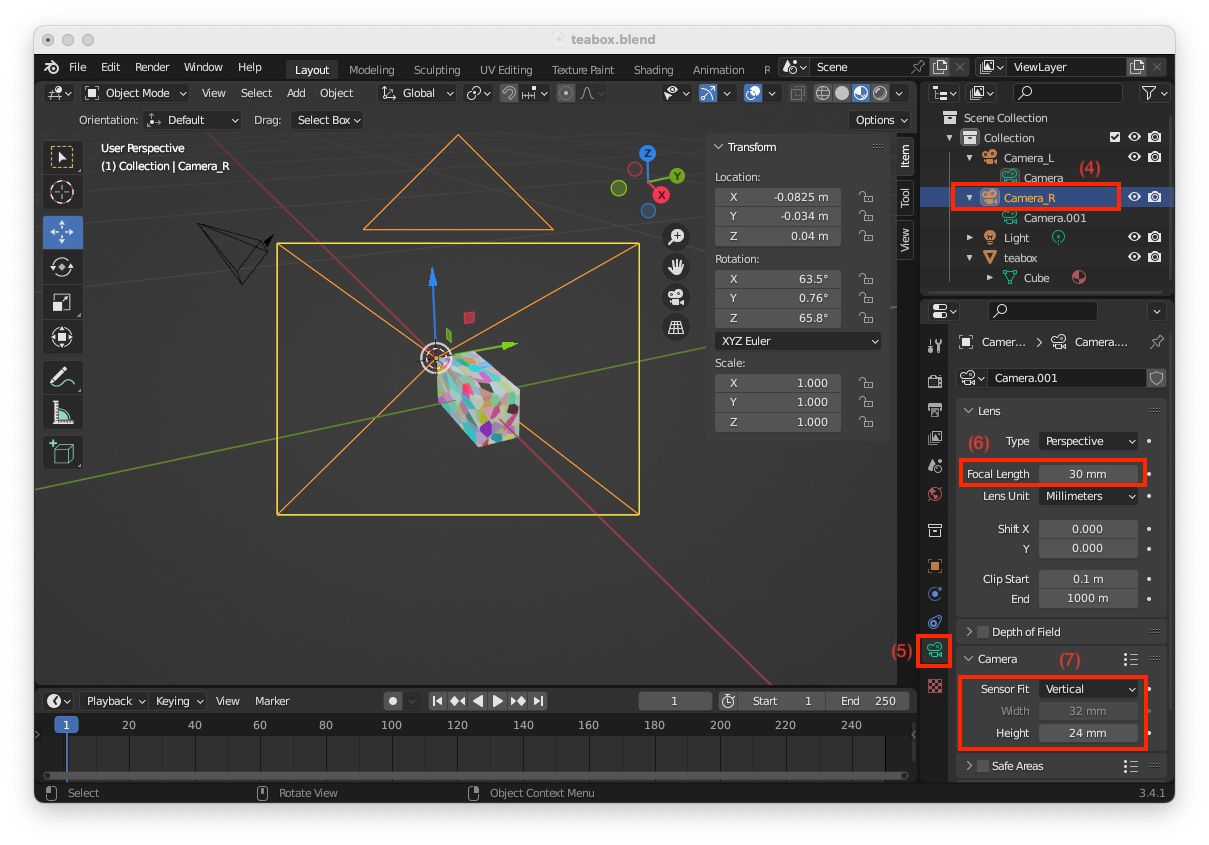 teabox.blend
File Edit Render Window Help Layout Modeling Sculpting UV Editing Texture Paint Shading Animation R Scene ViewLayer
Object Mode View Select Add Object Global
Orientation: Default Drag: Select Box Options
User Perspective
(1) Collection | Camera_R
Z
Y
X
Transform
Location:
X -0.0825 m
Y -0.034 m
Z 0.04 m
Rotation:
X 63.5°
Y 0.76°
Z 65.8°
XYZ Euler
Scale:
X 1.000
Y 1.000
Z 1.000
Item
Tool
View
Scene Collection
Collection
Camera_L
(4)
Camera
Camera_R
Camera.001
Light
teabox
Cube
Camer... Camera....
Camera.001
Lens
(6)
Type Perspective
Focal Length 30 mm
Lens Unit Millimeters
Shift X 0.000
Y 0.000
Clip Start 0.1 m
End 1000 m
Depth of Field
(5)
Camera
(7)
Sensor Fit Vertical
Width 32 mm
Height 24 mm
Safe Areas
Playback Keying View Marker 1 Start 1 End 250
1 20 40 60 80 100 120 140 160 180 200 220 240
Select Rotate View Object Context Menu 3.4.1